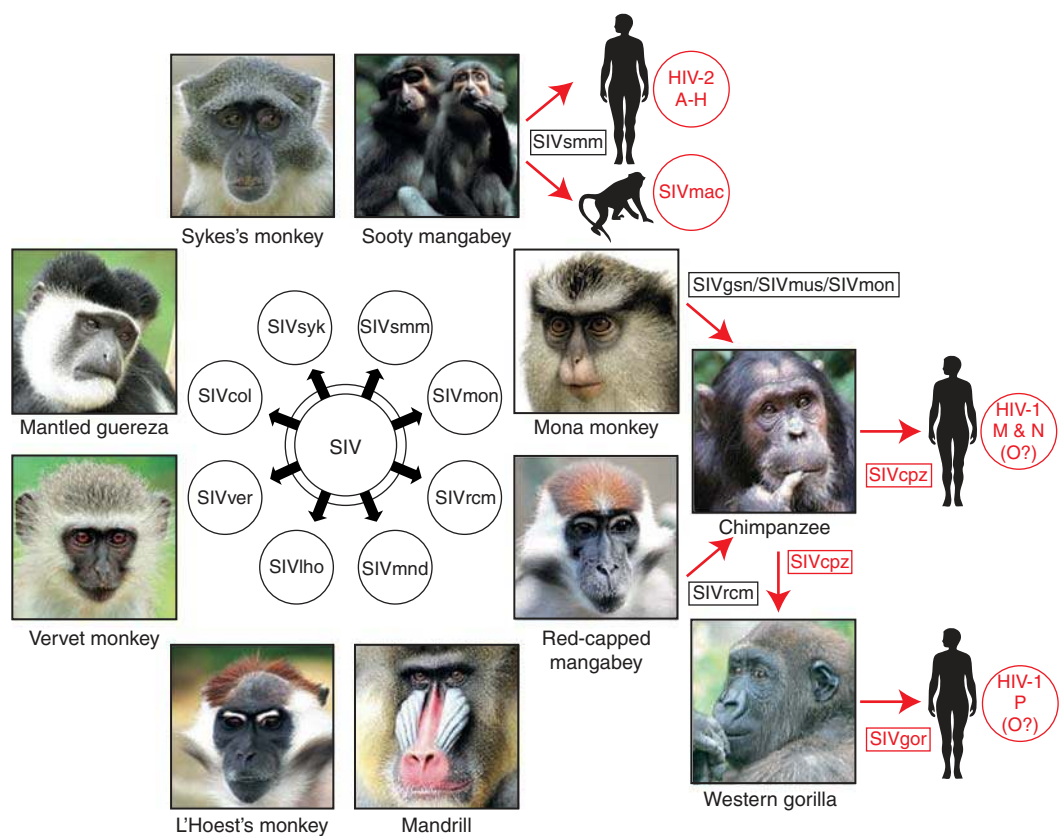 HIV-2
A-H
SIVsmm
SIVmac
Sykes's monkey
Sooty mangabey
SIVgsn/SIVmus/SIVmon
SIVsyk
SIVsmm
SIVcol
SIVmon
SIV
SIVver
SIVrcm
SIVlho
SIVmnd
Mantled guereza
Mona monkey
HIV-1
M & N
(O?)
SIVcpz
Chimpanzee
SIVcpz
SIVrcm
Vervet monkey
Red-capped
mangabey
HIV-1
P
(O?)
SIVgor
L'Hoest's monkey
Mandrill
Western gorilla